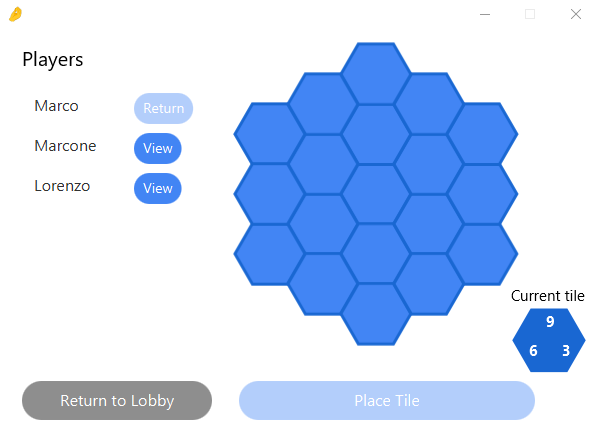 Players
Marco Return
Marcone View
Lorenzo View
Current tile
9
6 3
Return to Lobby Place Tile